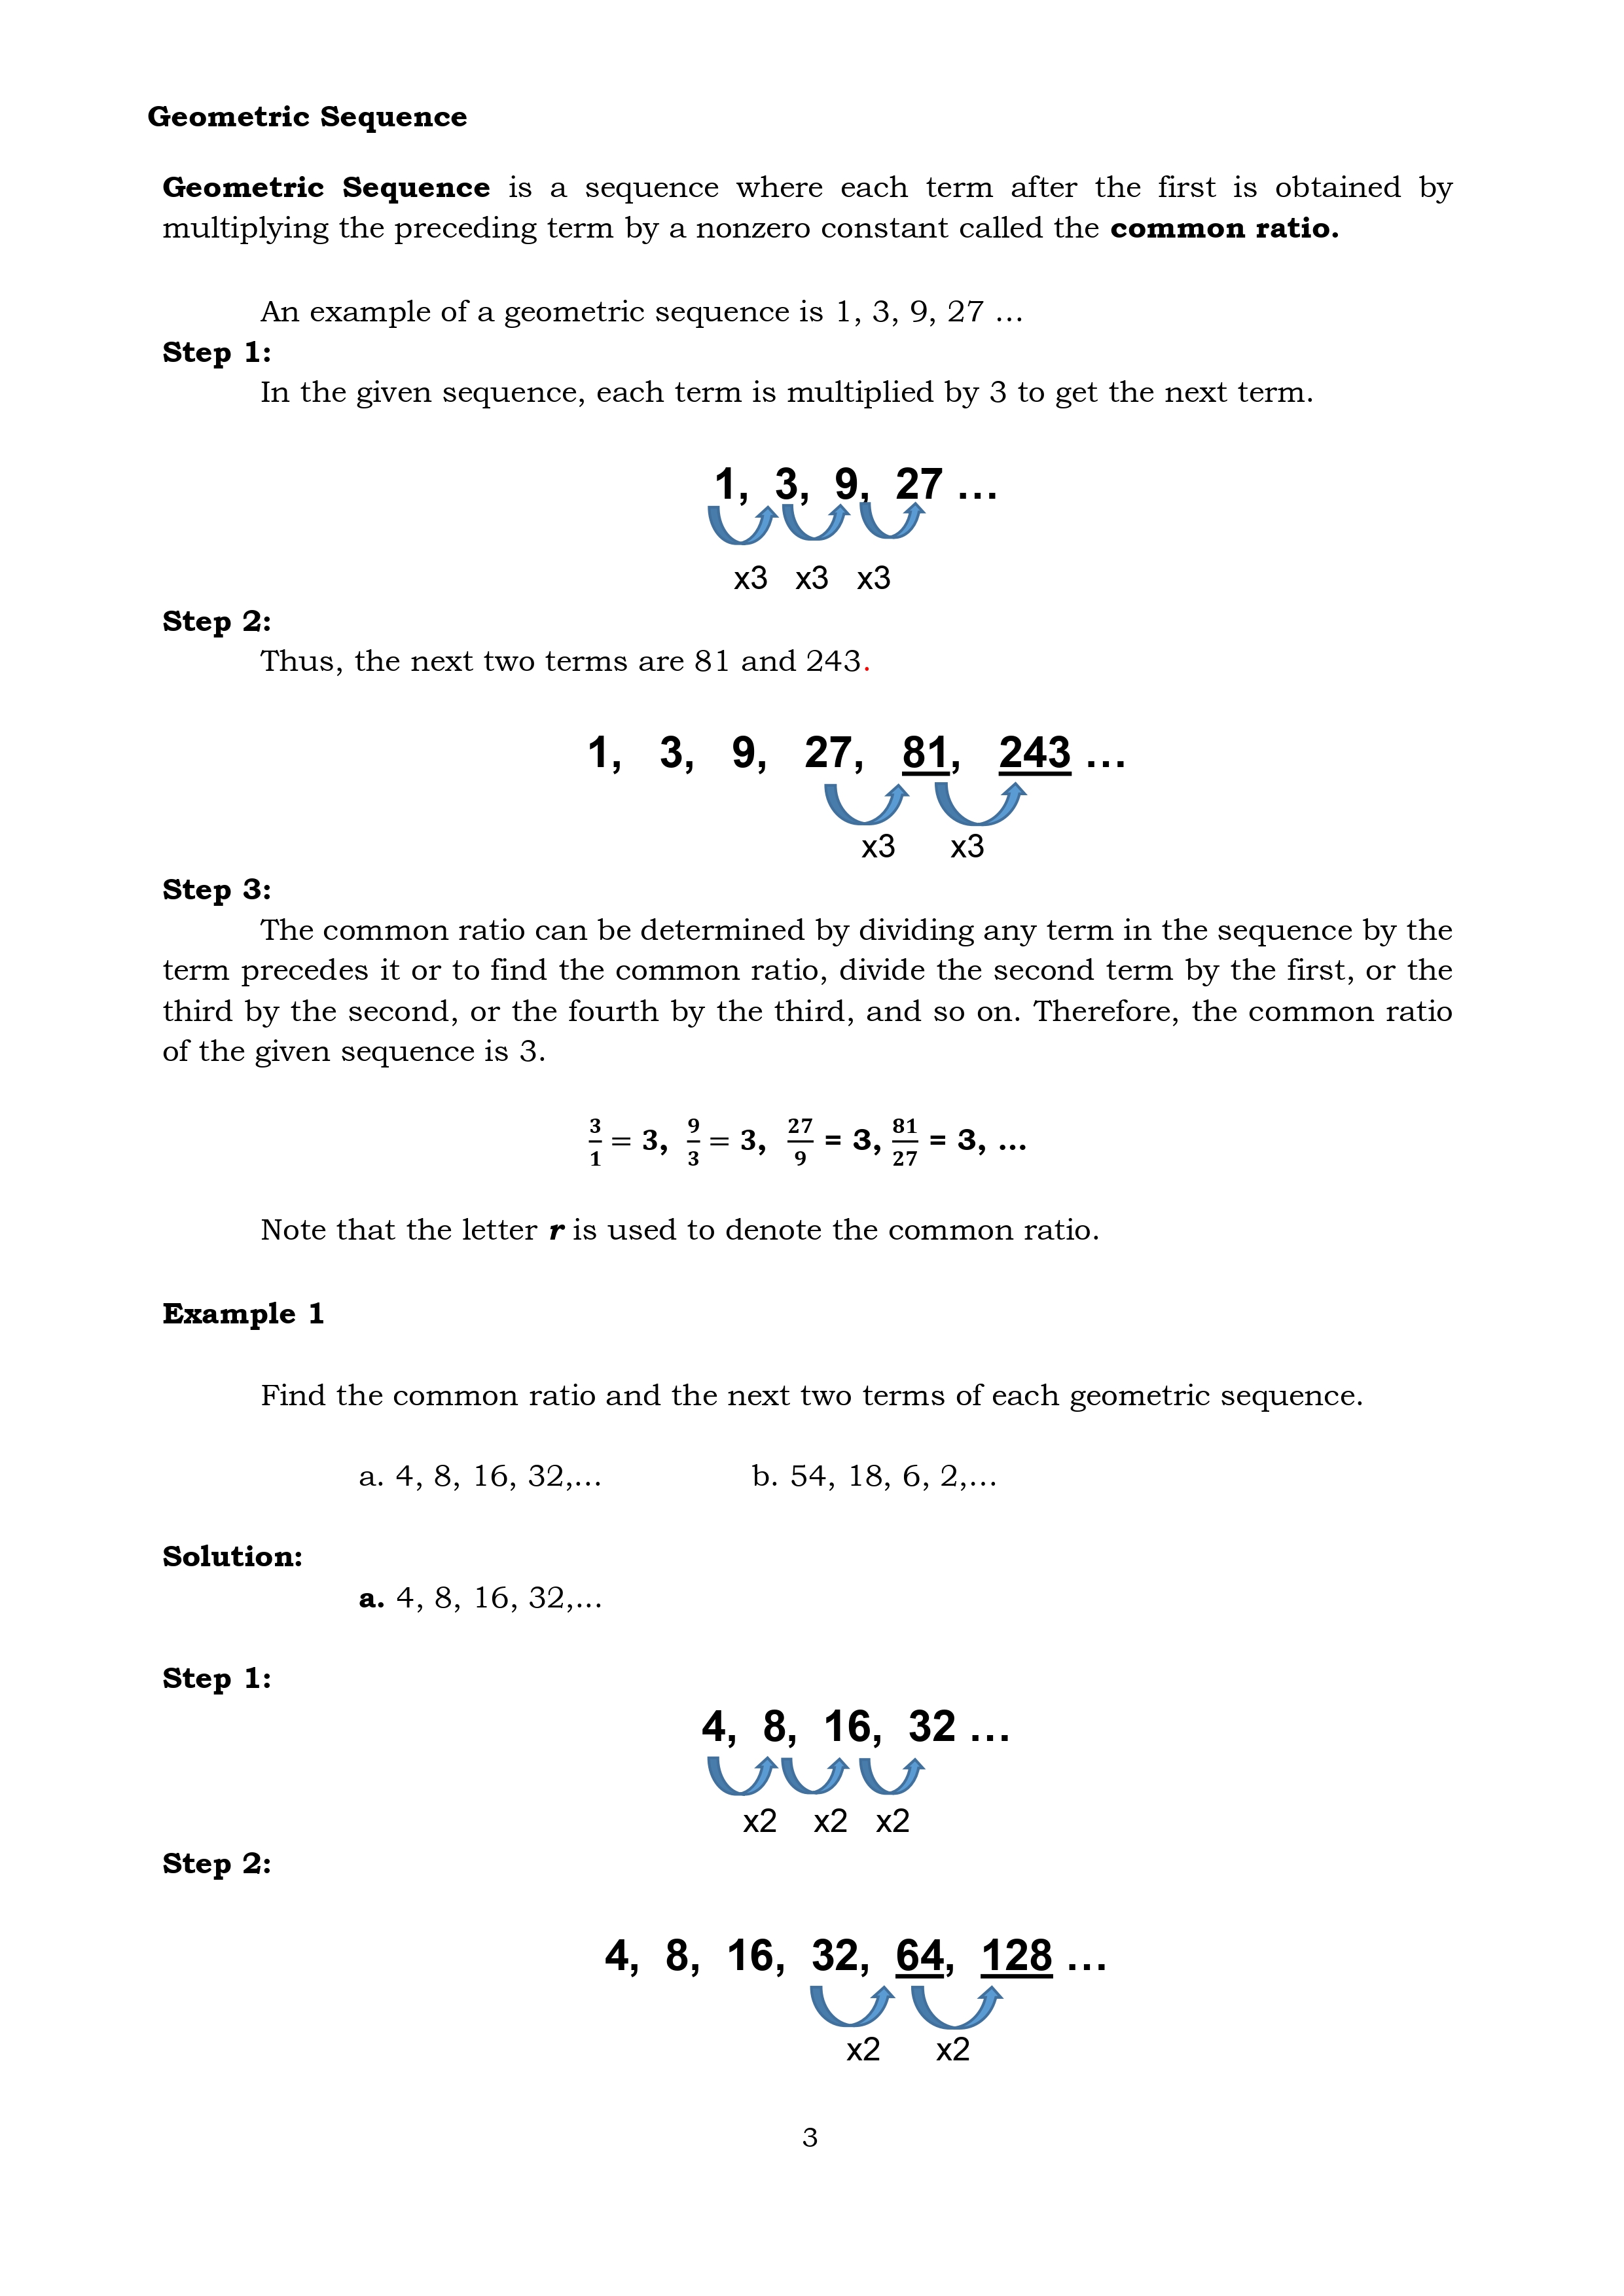 Geometric Sequence
Geometric Sequence is a sequence where each term after the first is obtained by
multiplying the preceding term by a nonzero constant called the common ratio.
An example of a geometric sequence is 1, 3, 9, 27 …
Step 1:
In the given sequence, each term is multiplied by 3 to get the next term.
1, 3, 9, 27 …
x3 x3 x3
Step 2:
Thus, the next two terms are 81 and 243.
1, 3, 9, 27, 81, 243 …
x3 x3
Step 3:
The common ratio can be determined by dividing any term in the sequence by the
term precedes it or to find the common ratio, divide the second term by the first, or the
third by the second, or the fourth by the third, and so on. Therefore, the common ratio
of the given sequence is 3.
3/1 = 3, 9/3 = 3, 27/9 = 3, 81/27 = 3, …
Note that the letter r is used to denote the common ratio.
Example 1
Find the common ratio and the next two terms of each geometric sequence.
a. 4, 8, 16, 32,… b. 54, 18, 6, 2,…
Solution:
a. 4, 8, 16, 32,…
Step 1:
4, 8, 16, 32 …
x2 x2 x2
Step 2:
4, 8, 16, 32, 64, 128 …
x2 x2
3